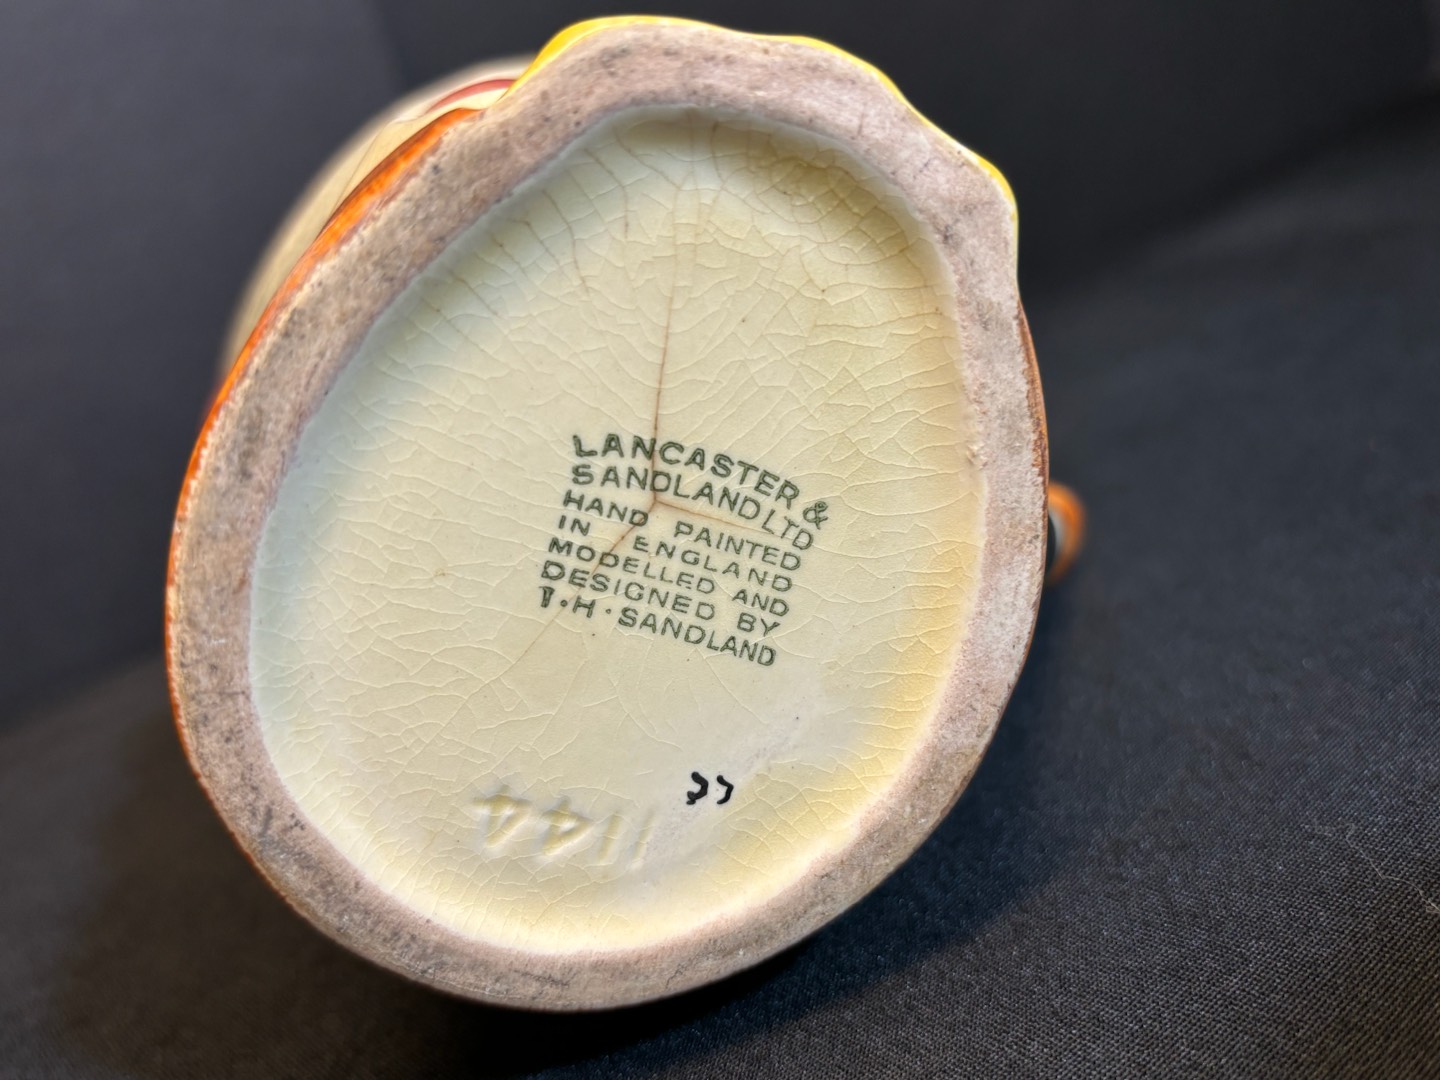 LANCASTER &
SANDLAND LTD
HAND PAINTED
IN ENGLAND
MODELLED AND
DESIGNED BY
T.H. SANDLAND
1144